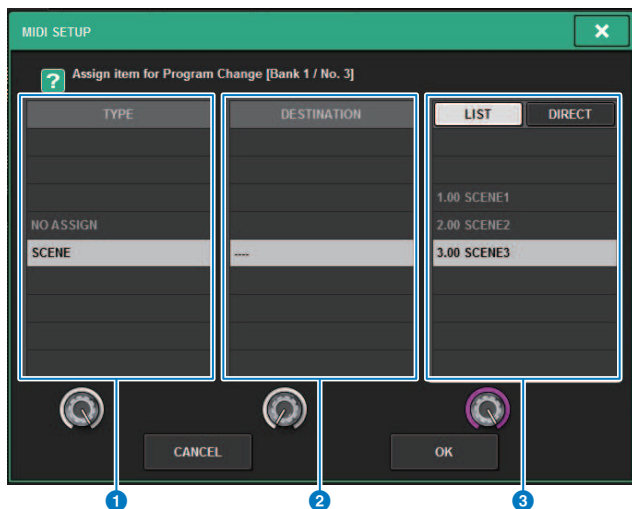 MIDI SETUP
?
Assign item for Program Change [Bank 1 / No. 3]
TYPE
NO ASSIGN
SCENE
DESTINATION
----
LIST DIRECT
1.00 SCENE1
2.00 SCENE2
3.00 SCENE3
CANCEL
OK
1
2
3